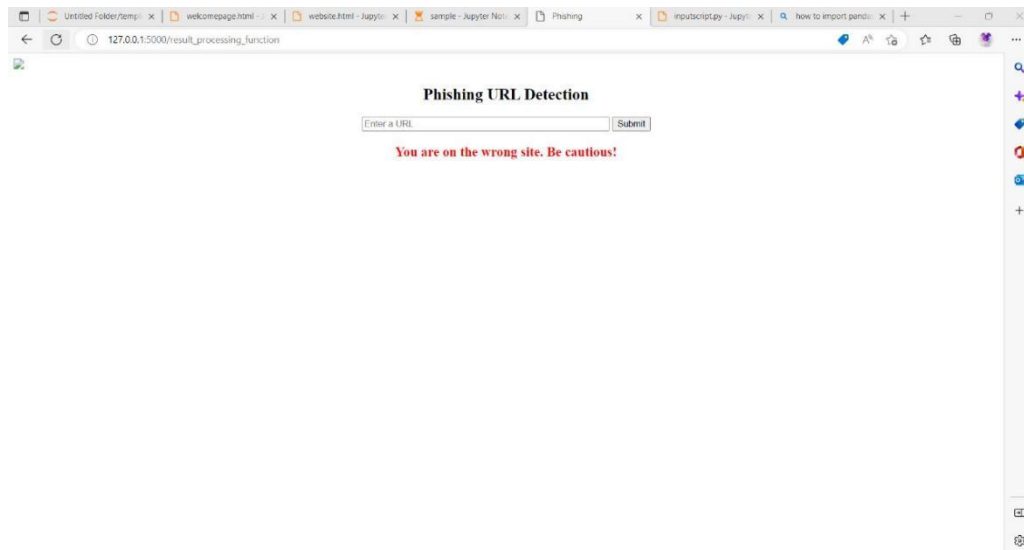 Untitled Folder/templ
welcomepage.html - J
website.html - Jupyte
sample - Jupyter Note
Phishing
inputscript.py - Jupyt
how to import panda
127.0.0.1:5000/result_processing_function
Phishing URL Detection
Enter a URL
Submit
You are on the wrong site. Be cautious!